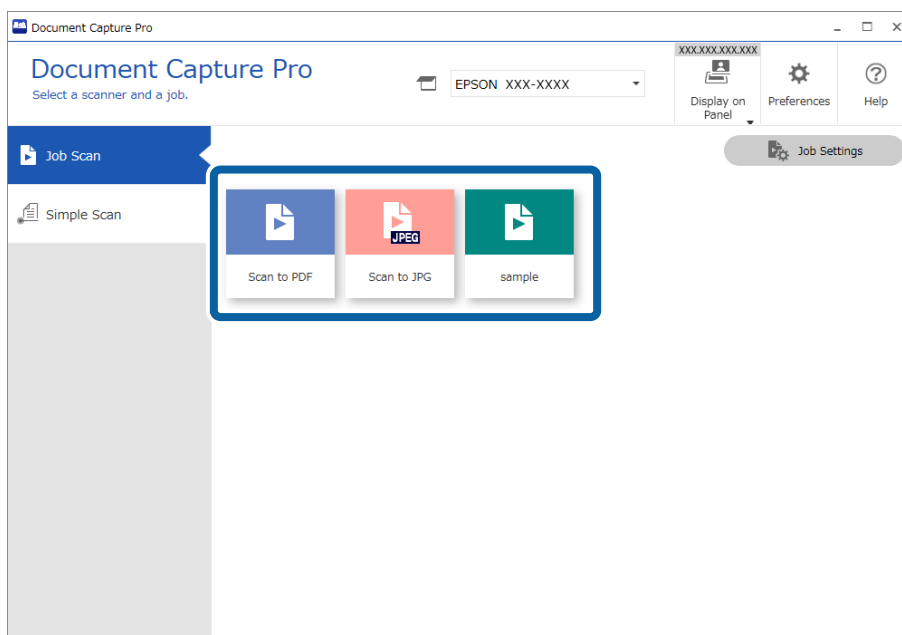 Document Capture Pro
Document Capture Pro
Select a scanner and a job.
EPSON XXX-XXXX
XXX.XXX.XXX.XXX
Display on
Panel
Preferences
Help
Job Scan
Job Settings
Simple Scan
Scan to PDF
JPEG
Scan to JPG
sample